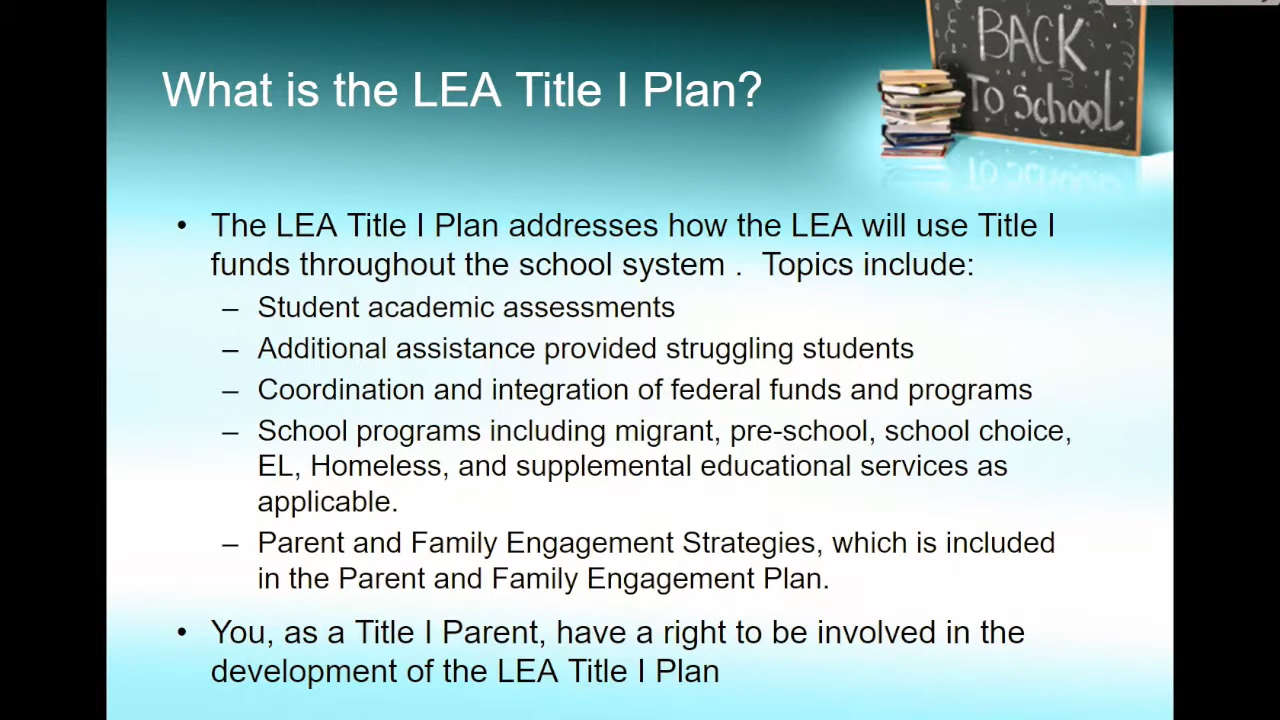 BACK
To School
What is the LEA Title I Plan?
• The LEA Title I Plan addresses how the LEA will use Title I
funds throughout the school system .  Topics include:
– Student academic assessments
– Additional assistance provided struggling students
– Coordination and integration of federal funds and programs
– School programs including migrant, pre-school, school choice,
EL, Homeless, and supplemental educational services as
applicable.
– Parent and Family Engagement Strategies, which is included
in the Parent and Family Engagement Plan.
• You, as a Title I Parent, have a right to be involved in the
development of the LEA Title I Plan